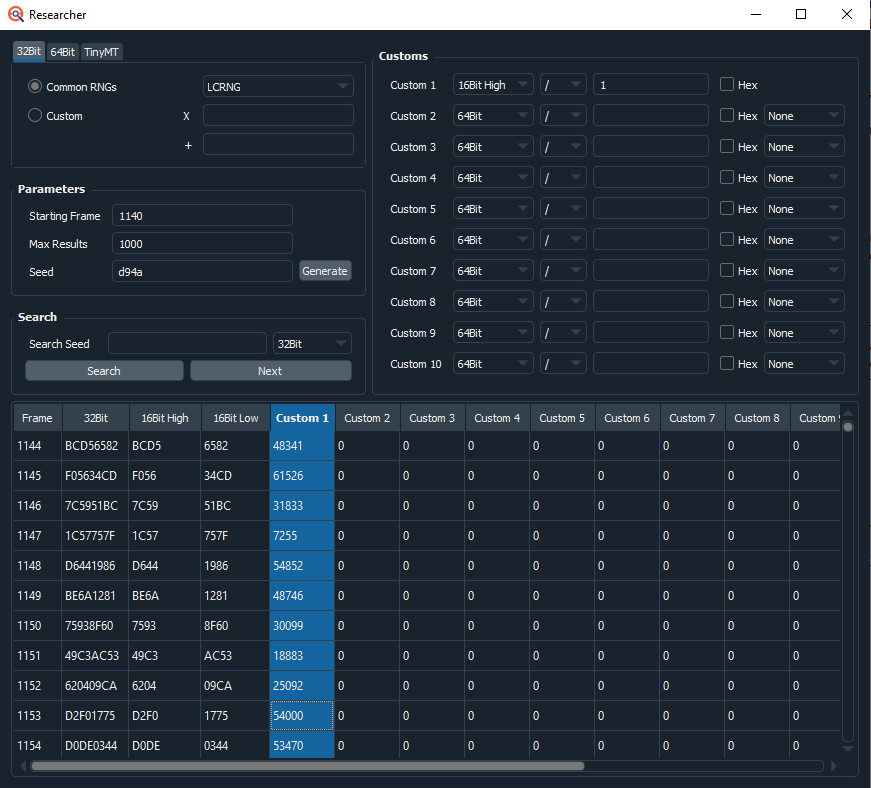 Researcher
32Bit 64Bit TinyMT
Common RNGs LCRNG
Custom X
+
Parameters
Starting Frame 1140
Max Results 1000
Seed d94a Generate
Search
Search Seed 32Bit
Search Next
Customs
Custom 1 16Bit High / 1 Hex
Custom 2 64Bit / Hex None
Custom 3 64Bit / Hex None
Custom 4 64Bit / Hex None
Custom 5 64Bit / Hex None
Custom 6 64Bit / Hex None
Custom 7 64Bit / Hex None
Custom 8 64Bit / Hex None
Custom 9 64Bit / Hex None
Custom 10 64Bit / Hex None
Frame 32Bit 16Bit High 16Bit Low Custom 1 Custom 2 Custom 3 Custom 4 Custom 5 Custom 6 Custom 7 Custom 8 Custom
1144 BCD56582 BCD5 6582 48341 0 0 0 0 0 0 0 0
1145 F05634CD F056 34CD 61526 0 0 0 0 0 0 0 0
1146 7C5951BC 7C59 51BC 31833 0 0 0 0 0 0 0 0
1147 1C57757F 1C57 757F 7255 0 0 0 0 0 0 0 0
1148 D6441986 D644 1986 54852 0 0 0 0 0 0 0 0
1149 BE6A1281 BE6A 1281 48746 0 0 0 0 0 0 0 0
1150 75938F60 7593 8F60 30099 0 0 0 0 0 0 0 0
1151 49C3AC53 49C3 AC53 18883 0 0 0 0 0 0 0 0
1152 620409CA 6204 09CA 25092 0 0 0 0 0 0 0 0
1153 D2F01775 D2F0 1775 54000 0 0 0 0 0 0 0 0
1154 D0DE0344 D0DE 0344 53470 0 0 0 0 0 0 0 0